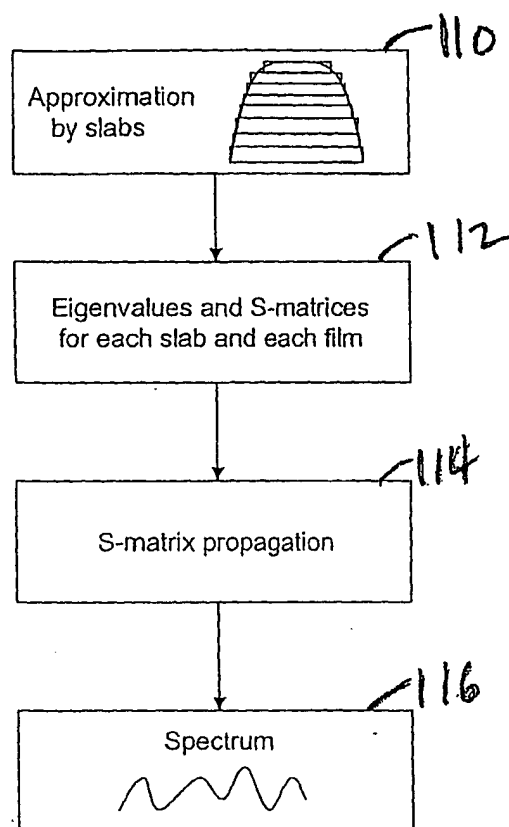 110
Approximation
by slabs
112
Eigenvalues and S-matrices
for each slab and each film
114
S-matrix propagation
116
Spectrum